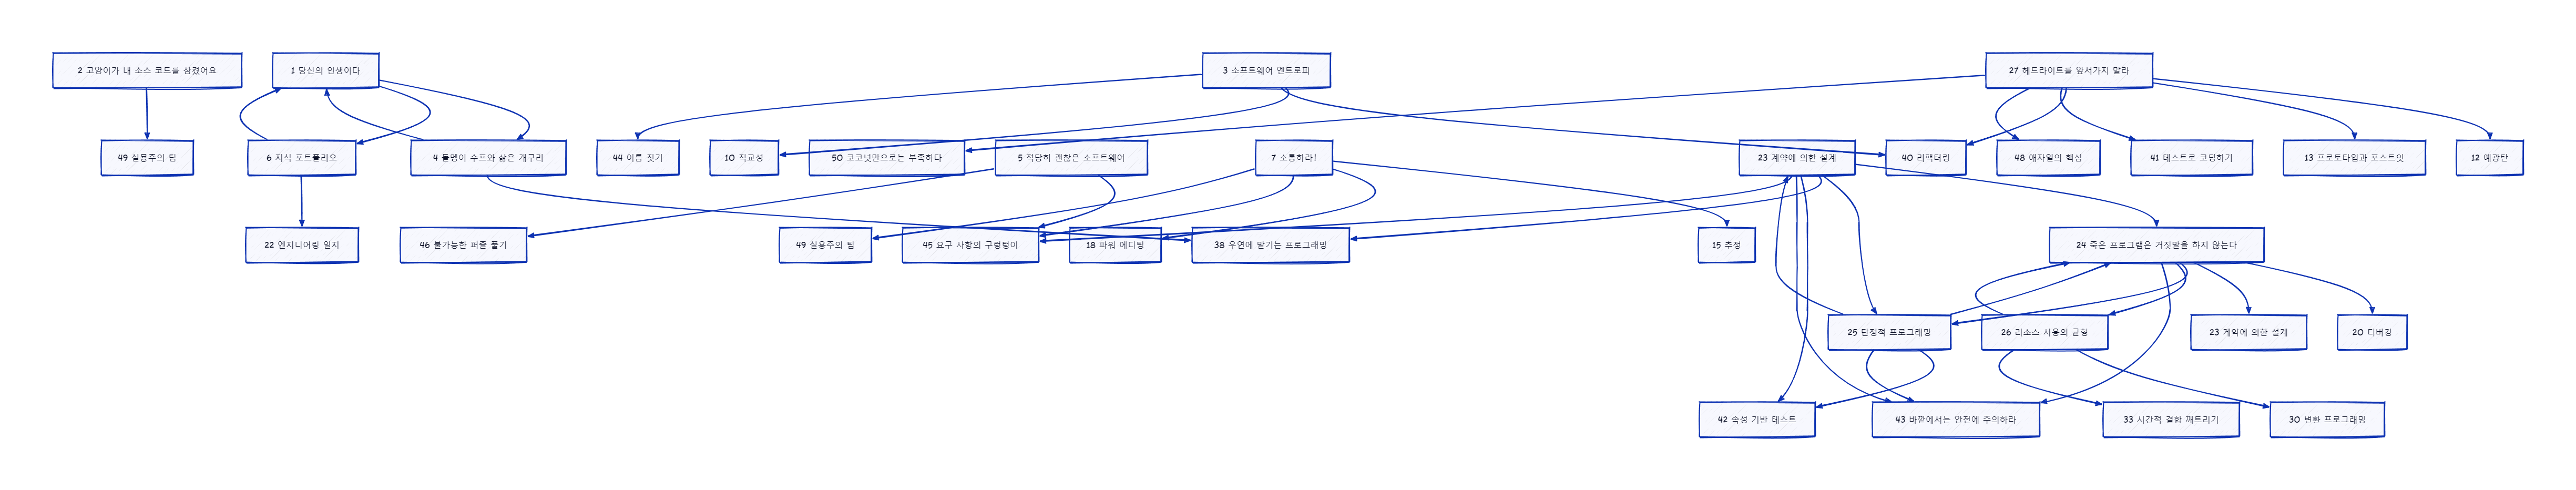 2 고양이가 내 소스 코드를 삼켰어요
1 당신의 인생이다
3 소프트웨어 엔트로피
27 헤드라이트를 앞서가지 말라
49 실용주의 팀
6 지식 포트폴리오
4 돌멩이 수프와 삶은 개구리
44 이름 짓기
10 직교성
50 코코넛만으로는 부족하다
5 적당히 괜찮은 소프트웨어
7 소통하라!
23 계약에 의한 설계
40 리팩터링
48 애자일의 핵심
41 테스트로 코딩하기
13 프로토타입과 포스트잇
12 예광탄
22 엔지니어링 일지
46 불가능한 퍼즐 풀기
49 실용주의 팀
45 요구 사항의 구렁텅이
18 파워 에디팅
38 우연에 맡기는 프로그래밍
15 추정
24 죽은 프로그램은 거짓말을 하지 않는다
25 단정적 프로그래밍
26 리소스 사용의 균형
23 게약에 의한 설계
20 디버깅
42 속성 기반 테스트
43 바깥에서는 안전에 주의하라
33 시간적 결합 깨트리기
30 변환 프로그래밍